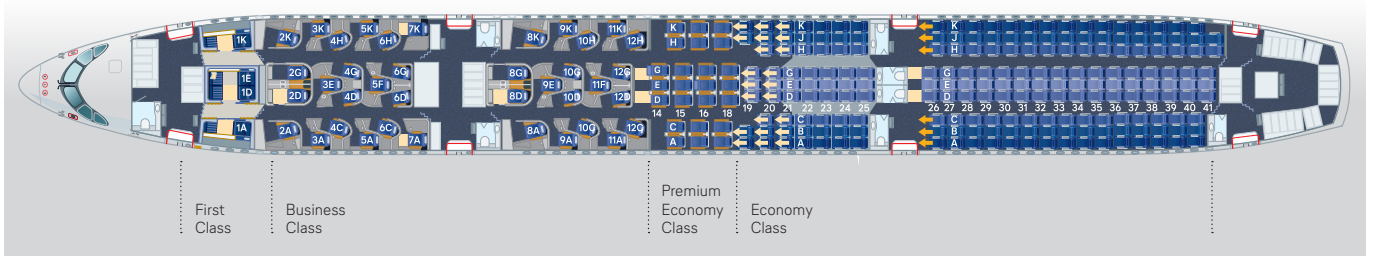 1K 2K 3K 4H 5K 6H 7K 8K 9K 10H 11K 12H K K
H H J
H
1E 2G 4G 6G 8G 10G 12G G G G
1D 3E 5F 9E 11F E E E
2D 4D 6D 8D 10D 12D D D D
14 15 16 18 19 20 21 22 23 24 25 26 27 28 29 30 31 32 33 34 35 36 37 38 39 40 41
1A 2A 4C 6C 8A 10C 12C C C C
3A 5A 7A 9A 11A A B B
A A
First
Class
Business
Class
Premium
Economy
Class
Economy
Class